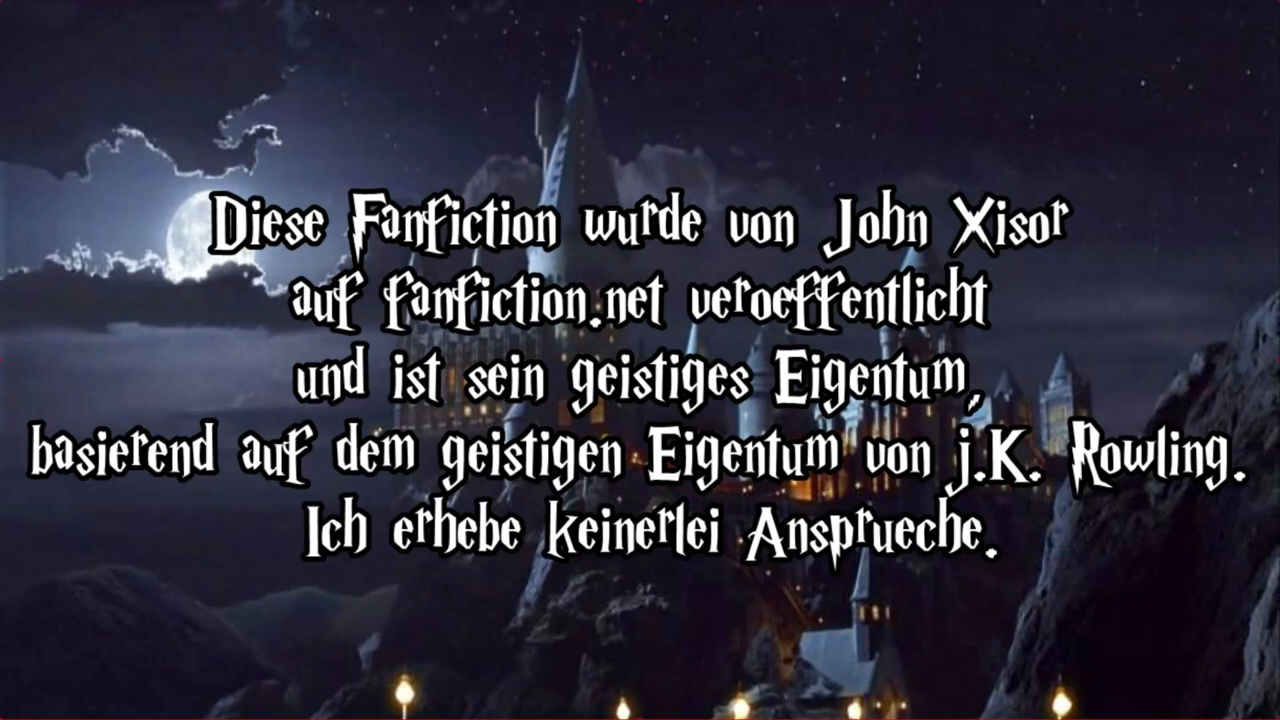 Diese Fanfiction wurde von John Xisor
auf fanfiction.net veroeffentlicht
und ist sein geistiges Eigentum,
basierend auf dem geistigen Eigentum von j.K. Rowling.
Ich erhebe keinerlei Ansprueche.